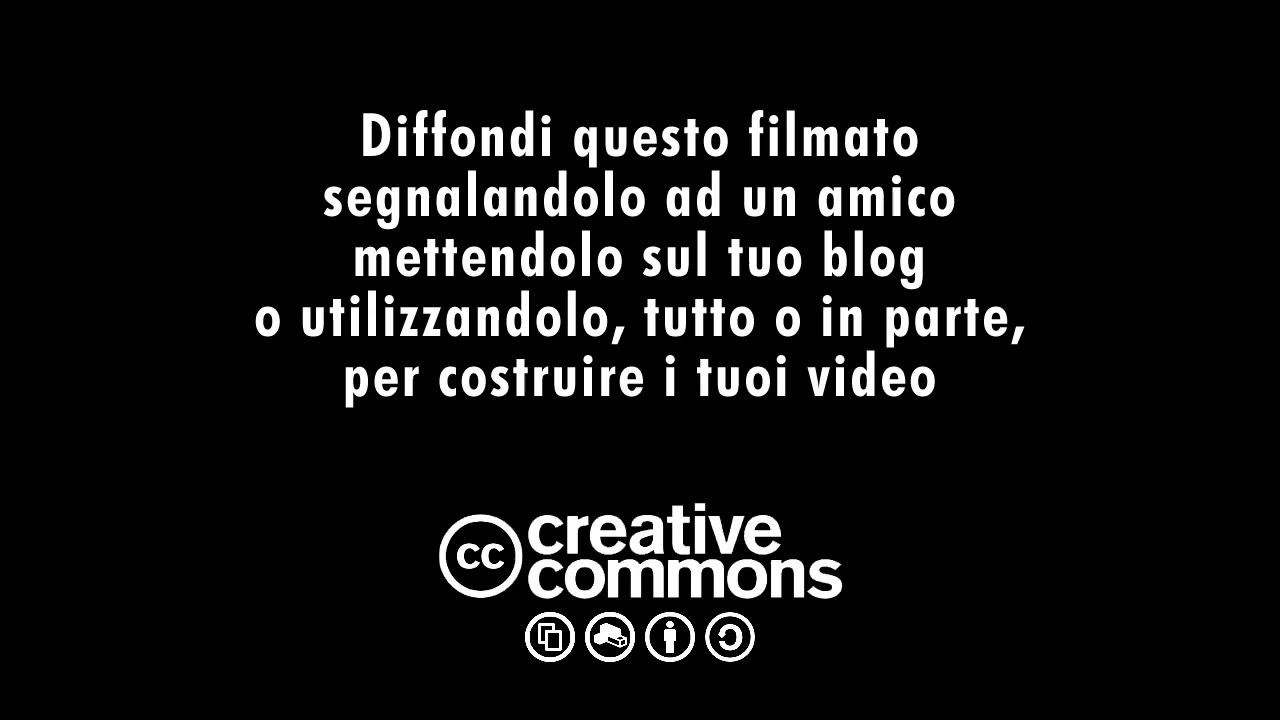 Diffondi questo filmato
segnalandolo ad un amico
mettendolo sul tuo blog
o utilizzandolo, tutto o in parte,
per costruire i tuoi video
cc creative
commons